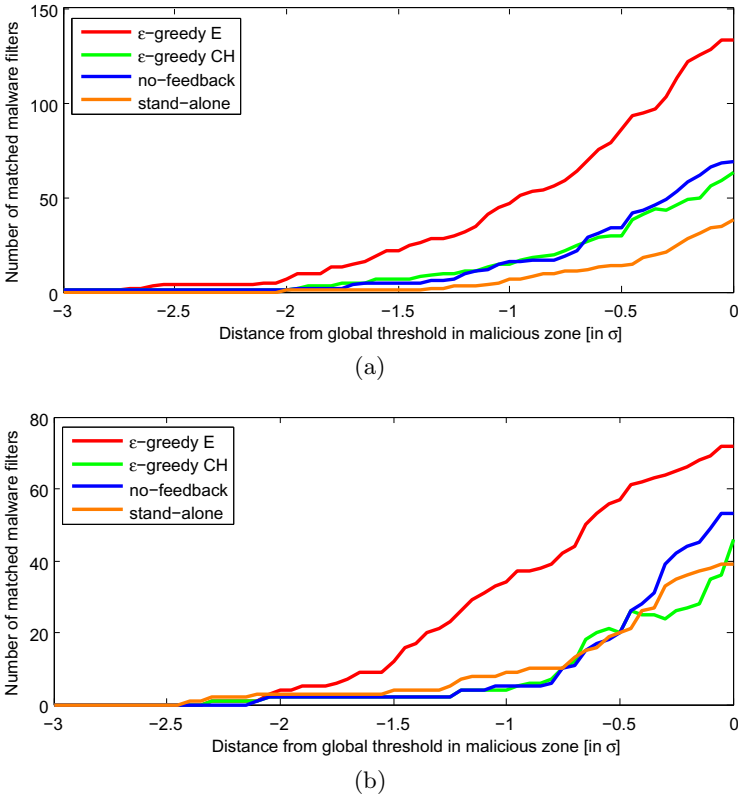 150
100
50
0
Number of matched malware filters
ε−greedy E
ε−greedy CH
no−feedback
stand−alone
−3 −2.5 −2 −1.5 −1 −0.5 0
Distance from global threshold in malicious zone [in σ]
(a)
80
60
40
20
0
Number of matched malware filters
ε−greedy E
ε−greedy CH
no−feedback
stand−alone
−3 −2.5 −2 −1.5 −1 −0.5 0
Distance from global threshold in malicious zone [in σ]
(b)